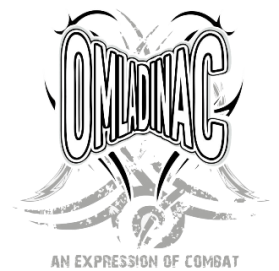 OMLADINAC
AN EXPRESSION OF COMBAT